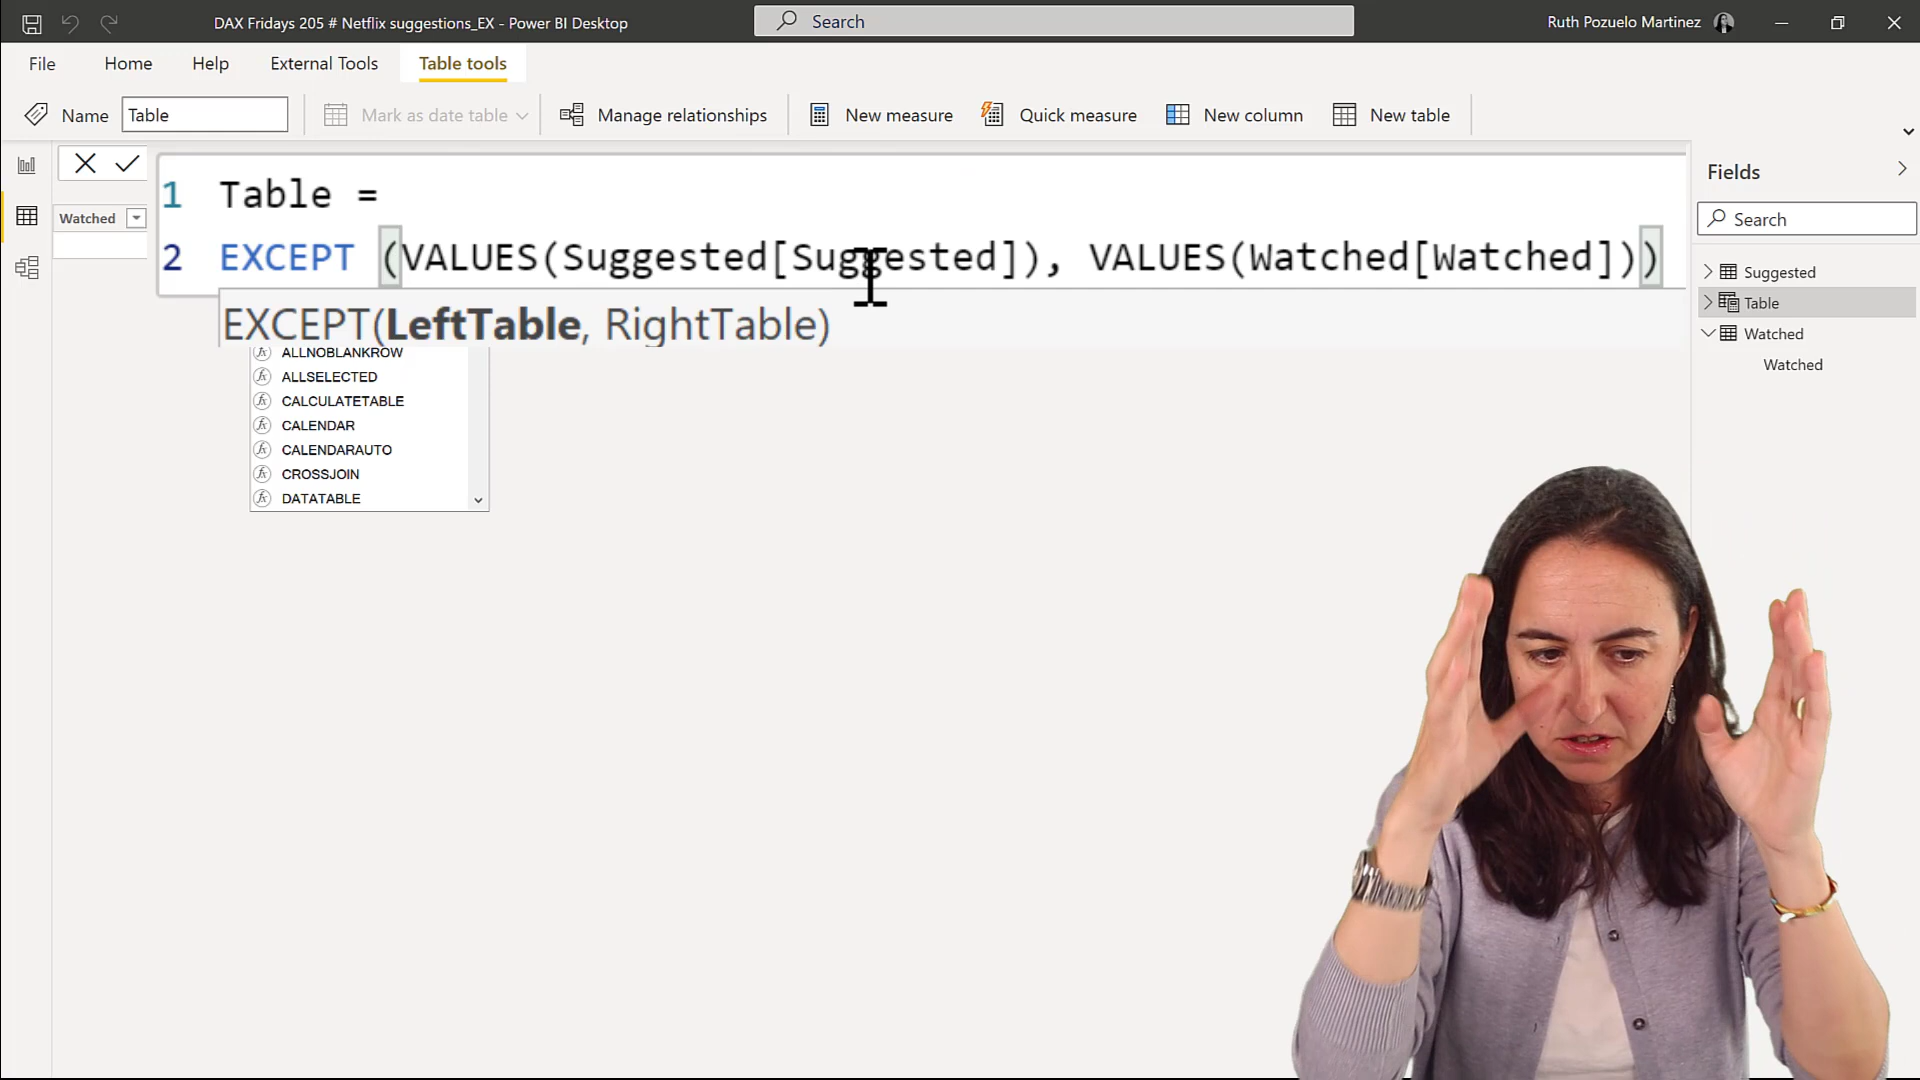 DAX Fridays 205 # Netflix suggestions_EX - Power BI Desktop
Search
Ruth Pozuelo Martinez
File
Home
Help
External Tools
Table tools
Name
Table
Mark as date table
Manage relationships
New measure
Quick measure
New column
New table
1 Table =
2 EXCEPT (VALUES(Suggested[Suggested]), VALUES(Watched[Watched]))
EXCEPT(LeftTable, RightTable)
Watched
ALLNOBLANKROW
ALLSELECTED
CALCULATETABLE
CALENDAR
CALENDARAUTO
CROSSJOIN
DATATABLE
Fields
Search
Suggested
Table
Watched
Watched